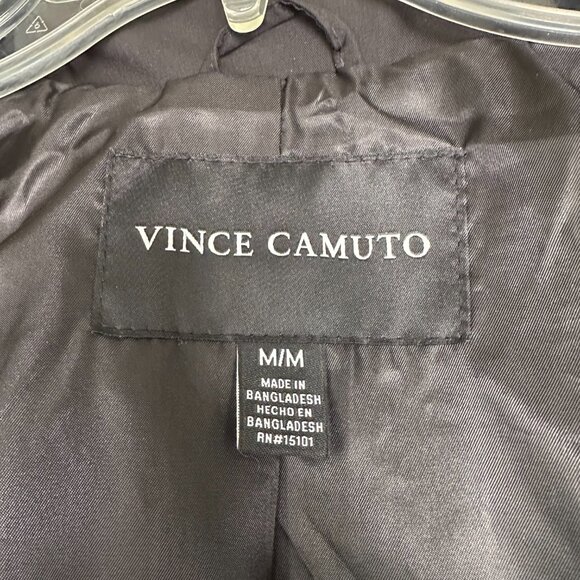 VINCE CAMUTO
M/M
MADE IN
BANGLADESH
HECHO EN
BANGLADESH
RN#15101